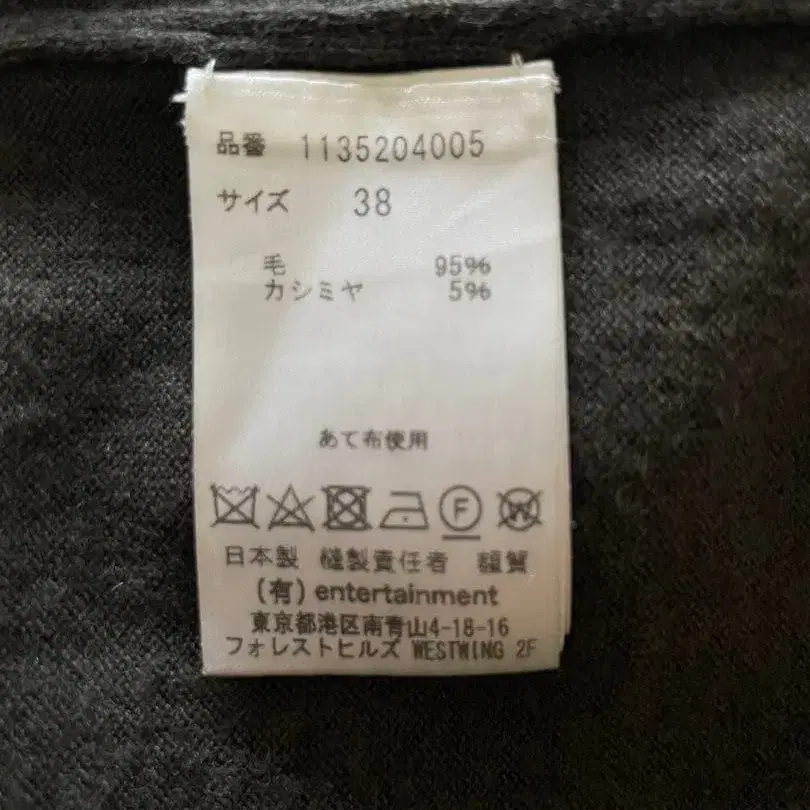 品番 1135204005
サイズ 38
毛 95%
カシミヤ 5%
あて布使用
F W
日本製 縫製責任者 額賀
(有) entertainment
東京都港区南青山4-18-16
フォレストヒルズ WESTWING 2F